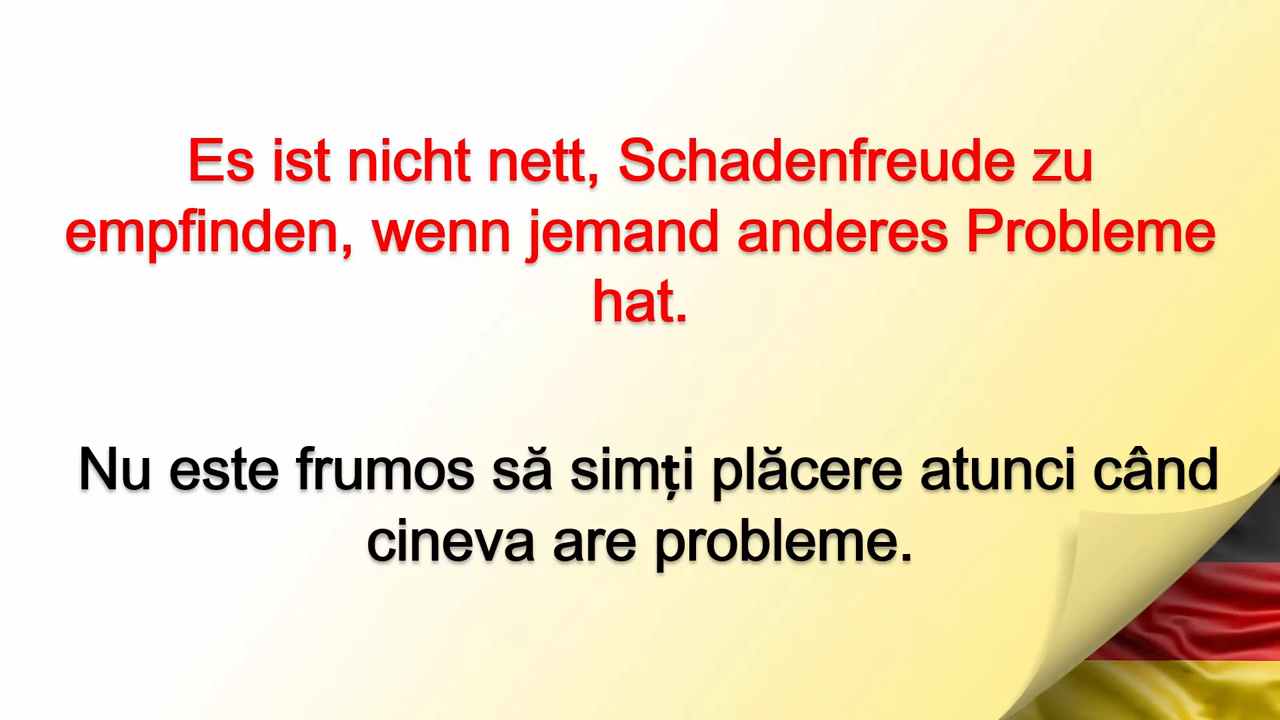 Es ist nicht nett, Schadenfreude zu
empfinden, wenn jemand anderes Probleme
hat.
Nu este frumos să simți plăcere atunci când
cineva are probleme.